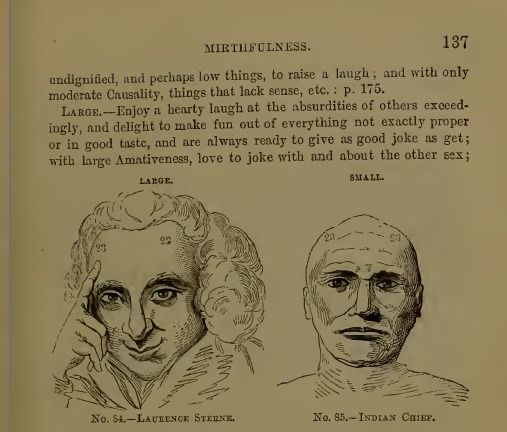 MIRTHFULNESS. 137
undignified, and perhaps low things, to raise a laugh; and with only
moderate Causality, things that lack sense, etc.: p. 175.
LARGE.—Enjoy a hearty laugh at the absurdities of others exceed-
ingly, and delight to make fun out of everything not exactly proper
or in good taste, and are always ready to give as good joke as get;
with large Amativeness, love to joke with and about the other sex;
LARGE. SMALL.
23 23 23 23
No. 84.—LAURENCE STERNE. No. 85.—INDIAN CHIEF.